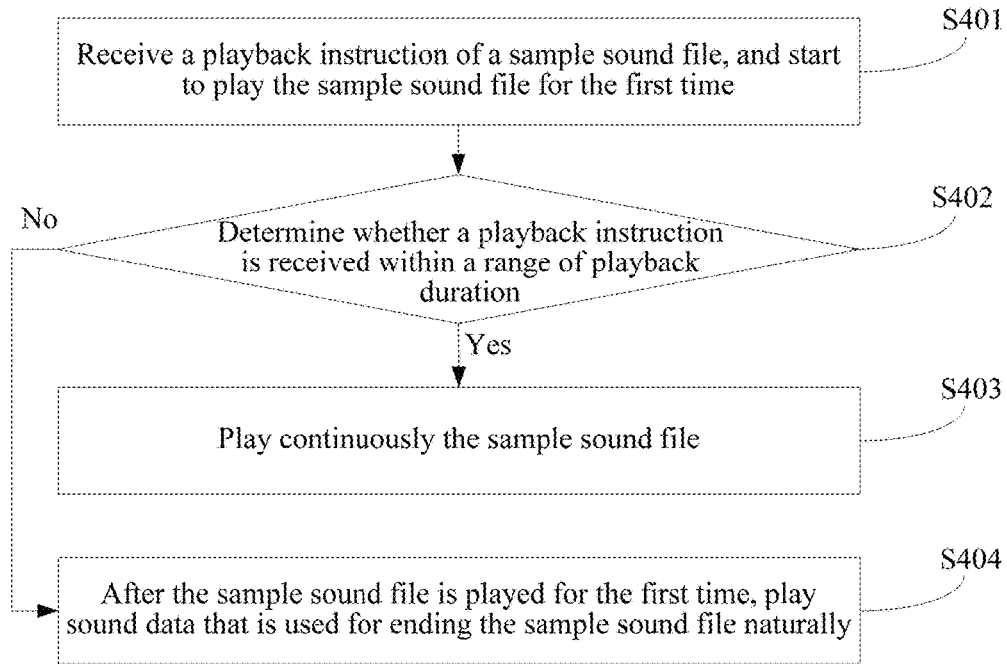 S401
Receive a playback instruction of a sample sound file, and start
to play the sample sound file for the first time
S402
No
Determine whether a playback instruction
is received within a range of playback
duration
Yes
S403
Play continuously the sample sound file
S404
After the sample sound file is played for the first time, play
sound data that is used for ending the sample sound file naturally